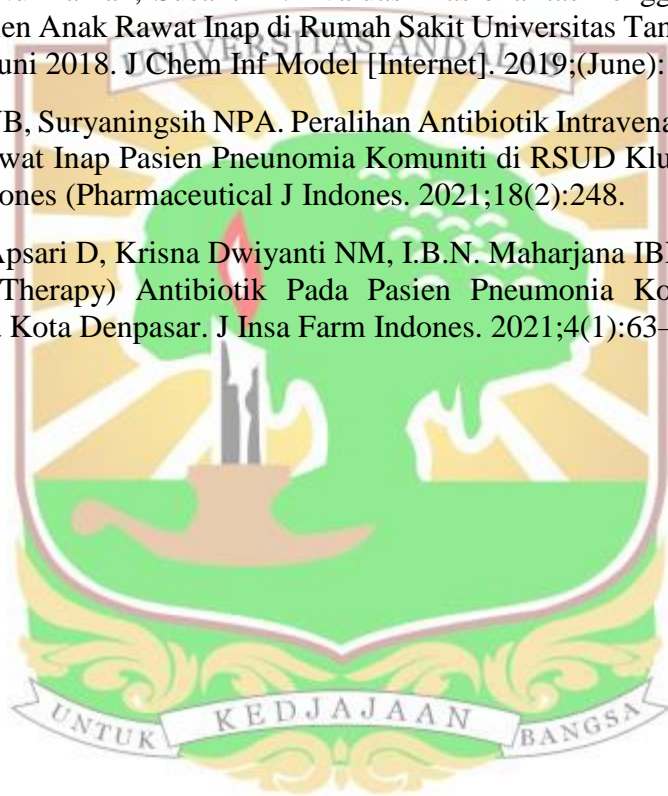 en Anak Rawat Inap di Rumah Sakit Universitas Tan
uni 2018. J Chem Inf Model [Internet]. 2019;(June):
UNIVERSITAS ANDALAS
B, Suryaningsih NPA. Peralihan Antibiotik Intravena
wat Inap Pasien Pneunomia Komuniti di RSUD Klu
ones (Pharmaceutical J Indones. 2021;18(2):248.
Apsari D, Krisna Dwiyanti NM, I.B.N. Maharjana IB
Therapy) Antibiotik Pada Pasien Pneumonia Ko
Kota Denpasar. J Insa Farm Indones. 2021;4(1):63–
UNTUK KEDJAJAAN BANGSA